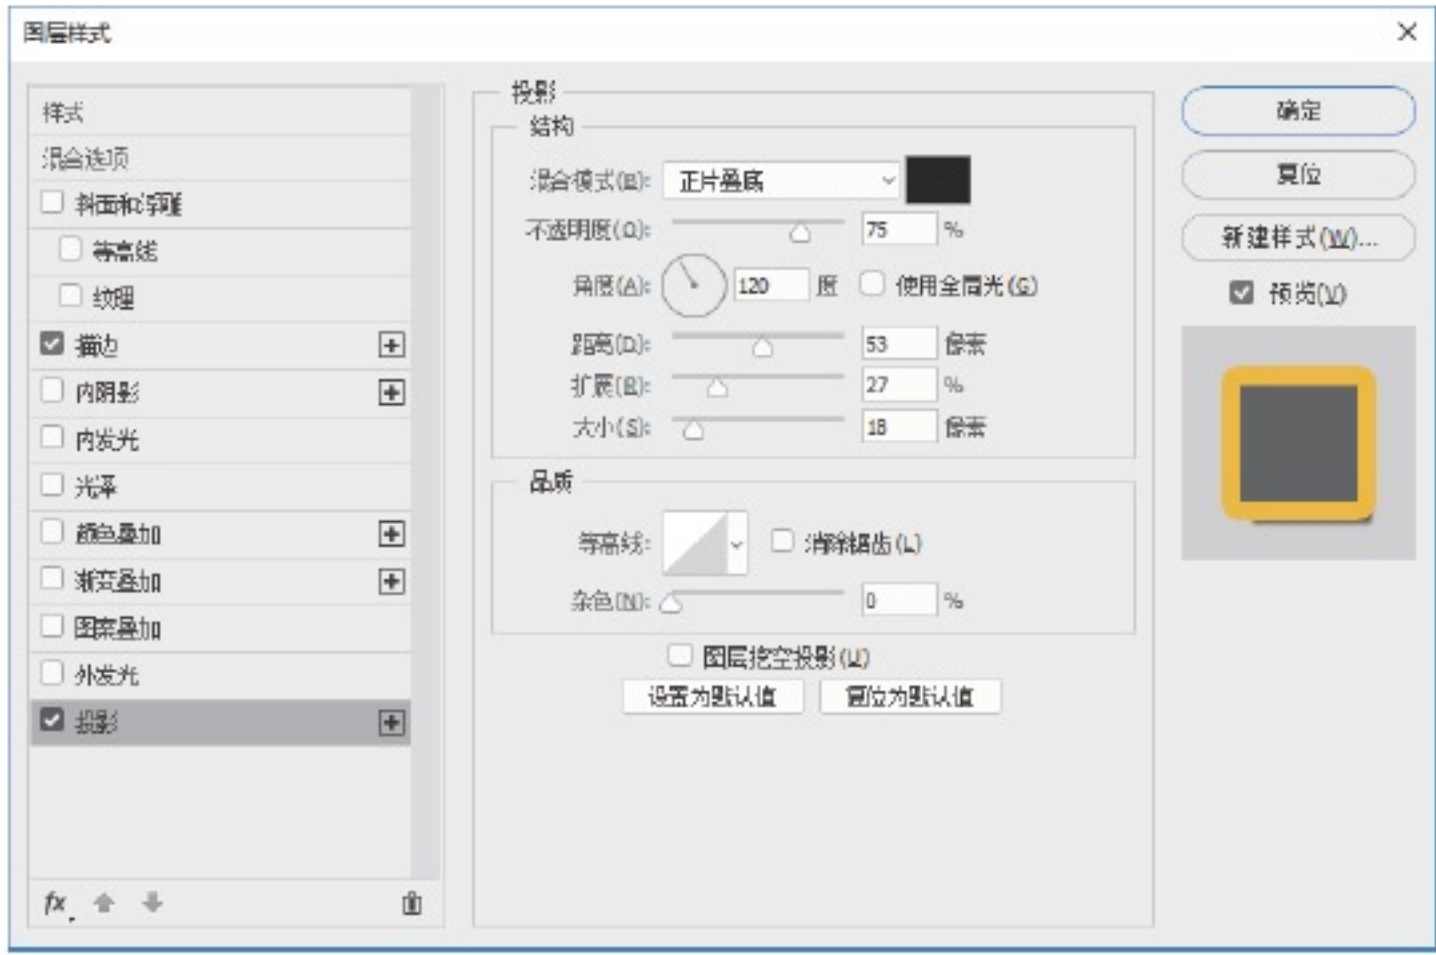 图层样式
样式
混合选项
斜面和浮雕
等高线
纹理
描边
内阴影
内发光
光泽
颜色叠加
渐变叠加
图案叠加
外发光
投影
fx
投影
结构
混合模式(B): 正片叠底
不透明度(O): 75 %
角度(A): 120 度 使用全局光(G)
距离(D): 53 像素
扩展(R): 27 %
大小(S): 18 像素
品质
等高线: 消除锯齿(L)
杂色(N): 0 %
图层挖空投影(U)
设置为默认值 复位为默认值
确定
复位
新建样式(W)...
预览(V)